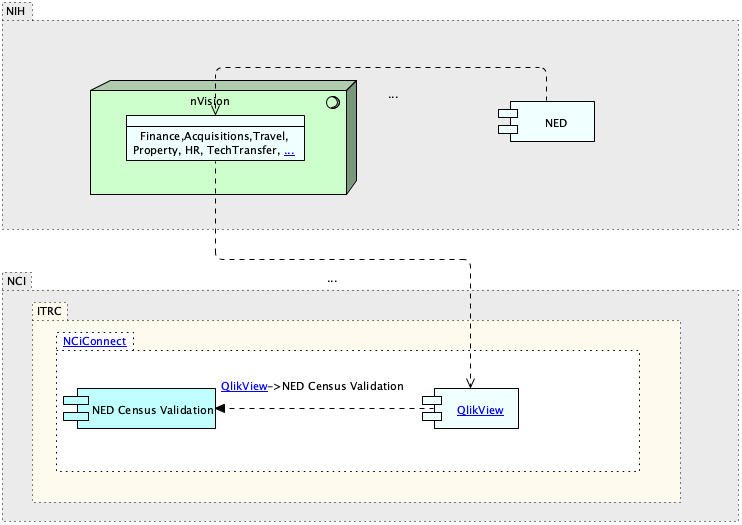 NIH
nVision
...
Finance,Acquisitions,Travel,
Property, HR, TechTransfer, ...
NED
NCI
...
ITRC
NCiConnect
QlikView->NED Census Validation
NED Census Validation
QlikView